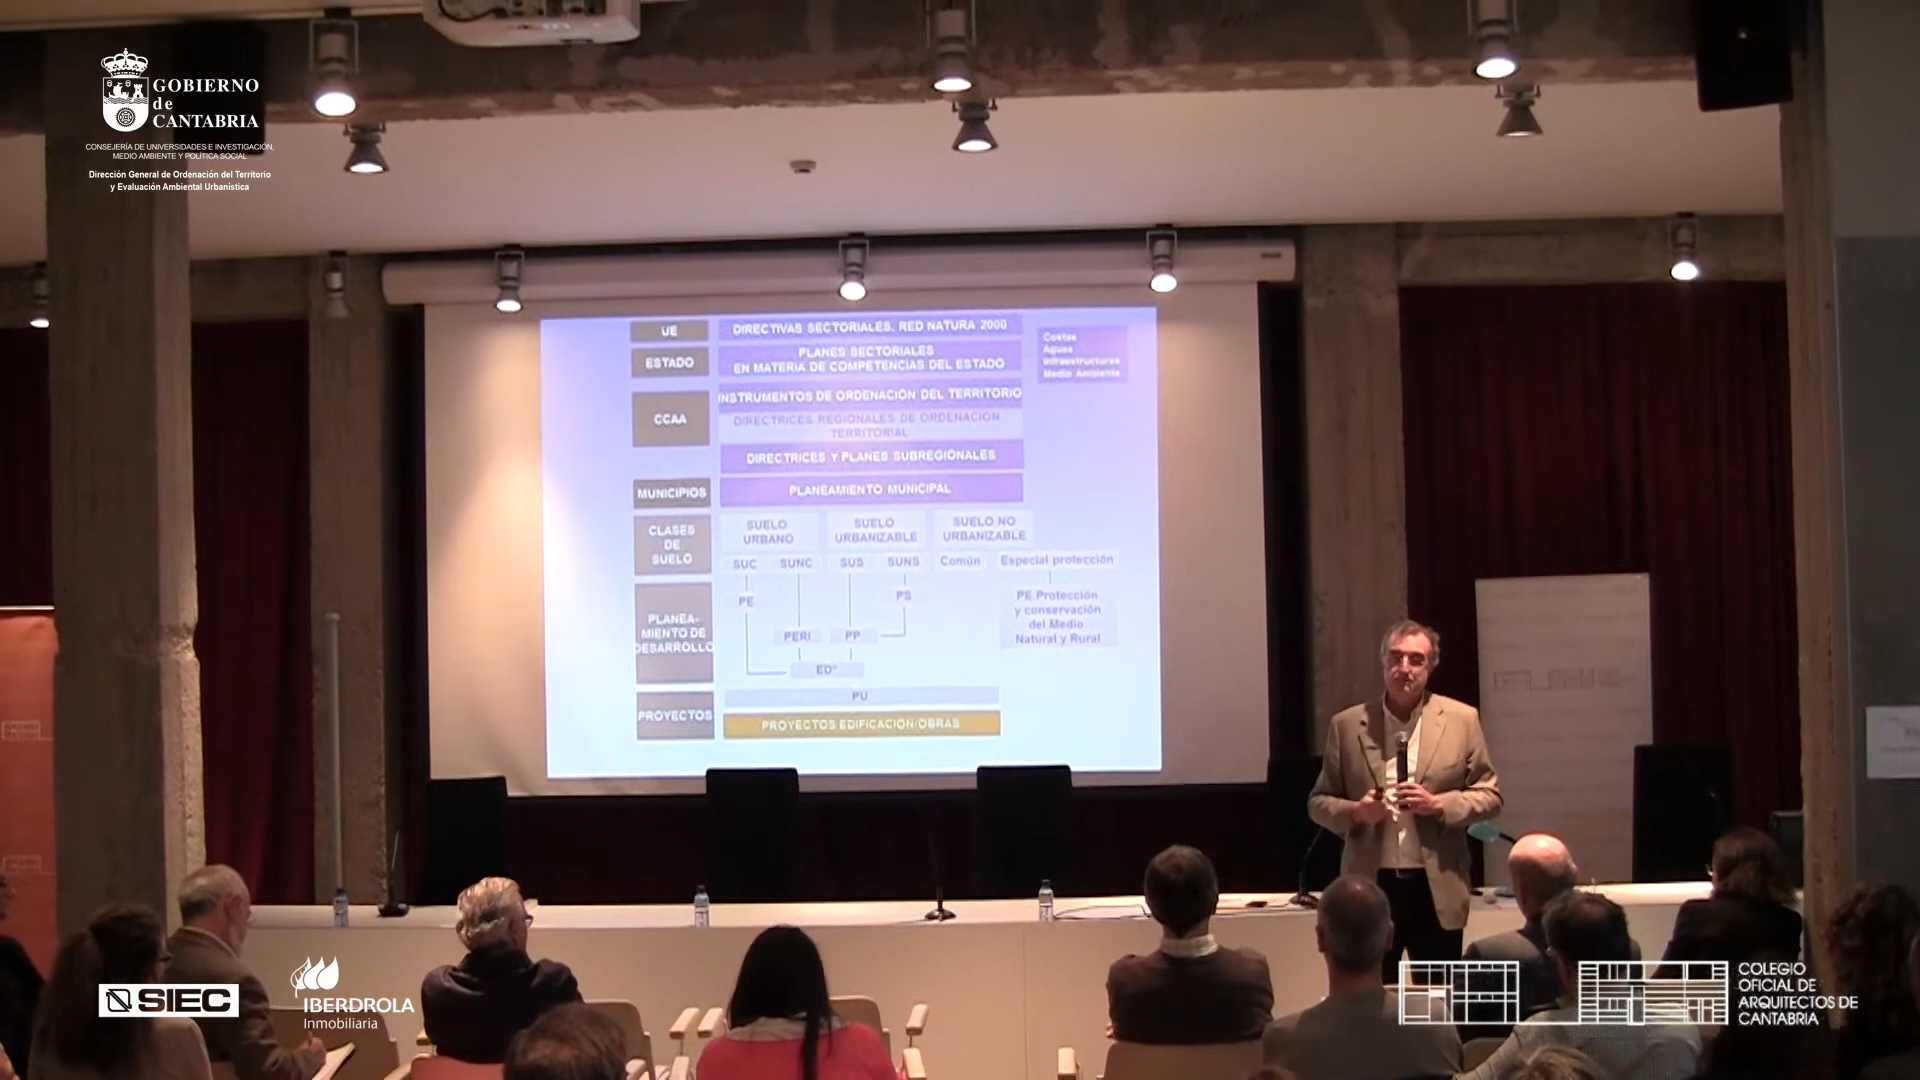 GOBIERNO
de
CANTABRIA
CONSEJERÍA DE UNIVERSIDADES E INVESTIGACIÓN,
MEDIO AMBIENTE Y POLÍTICA SOCIAL
Dirección General de Ordenación del Territorio
y Evaluación Ambiental Urbanística
UE
DIRECTIVAS SECTORIALES. RED NATURA 2000
Costas
Aguas
Infraestructuras
Medio Ambiente
ESTADO
PLANES SECTORIALES
EN MATERIA DE COMPETENCIAS DEL ESTADO
CCAA
INSTRUMENTOS DE ORDENACIÓN DEL TERRITORIO
DIRECTRICES REGIONALES DE ORDENACIÓN
TERRITORIAL
DIRECTRICES Y PLANES SUBREGIONALES
MUNICIPIOS
PLANEAMIENTO MUNICIPAL
CLASES
DE
SUELO
SUELO
URBANO
SUELO
URBANIZABLE
SUELO NO
URBANIZABLE
SUC
SUNC
SUS
SUNS
Común
Especial protección
PLANEA-
MIENTO DE
DESARROLLO
PE
PS
PE Protección
y conservación
del Medio
Natural y Rural
PERI
PP
ED*
PROYECTOS
PU
PROYECTOS EDIFICACIÓN/OBRAS
SIEC
IBERDROLA
Inmobiliaria
COLEGIO
OFICIAL DE
ARQUITECTOS DE
CANTABRIA